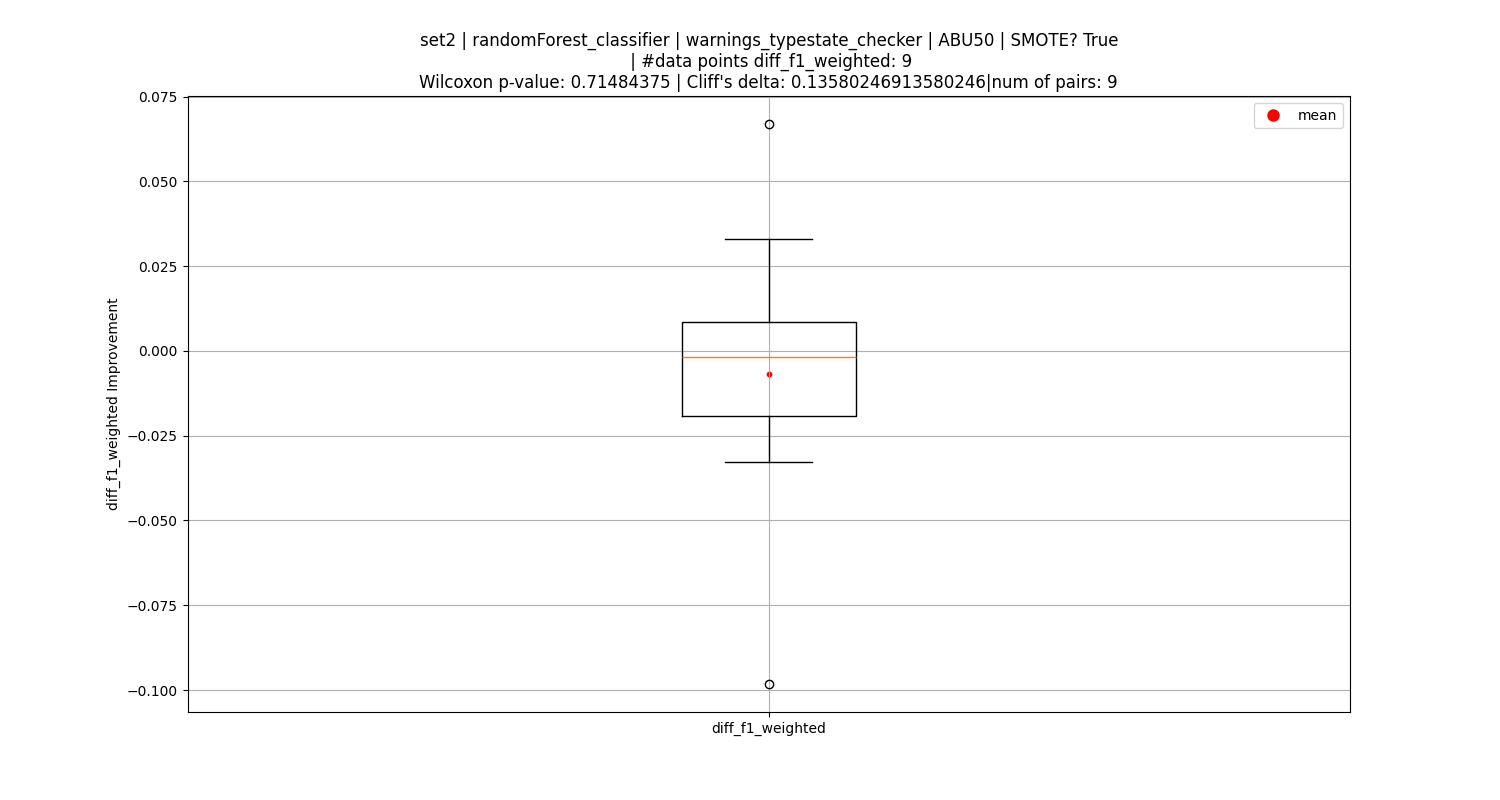 set2 | randomForest_classifier | warnings_typestate_checker | ABU50 | SMOTE? True
| #data points diff_f1_weighted: 9
Wilcoxon p-value: 0.71484375 | Cliff's delta: 0.13580246913580246|num of pairs: 9
mean
0.075
0.050
0.025
0.000
−0.025
−0.050
−0.075
−0.100
diff_f1_weighted Improvement
diff_f1_weighted